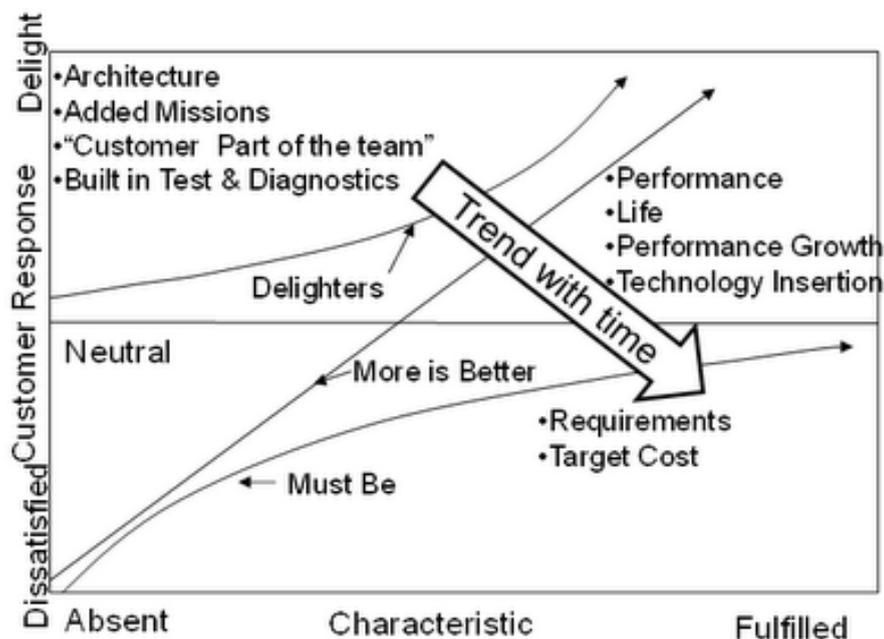 Delight
•Architecture
•Added Missions
•“Customer Part of the team”
•Built in Test & Diagnostics
•Performance
•Life
•Performance Growth
•Technology Insertion
Trend with time
Delighters
Customer Response
Neutral
More is Better
•Requirements
•Target Cost
Must Be
Dissatisfied
Absent
Characteristic
Fulfilled